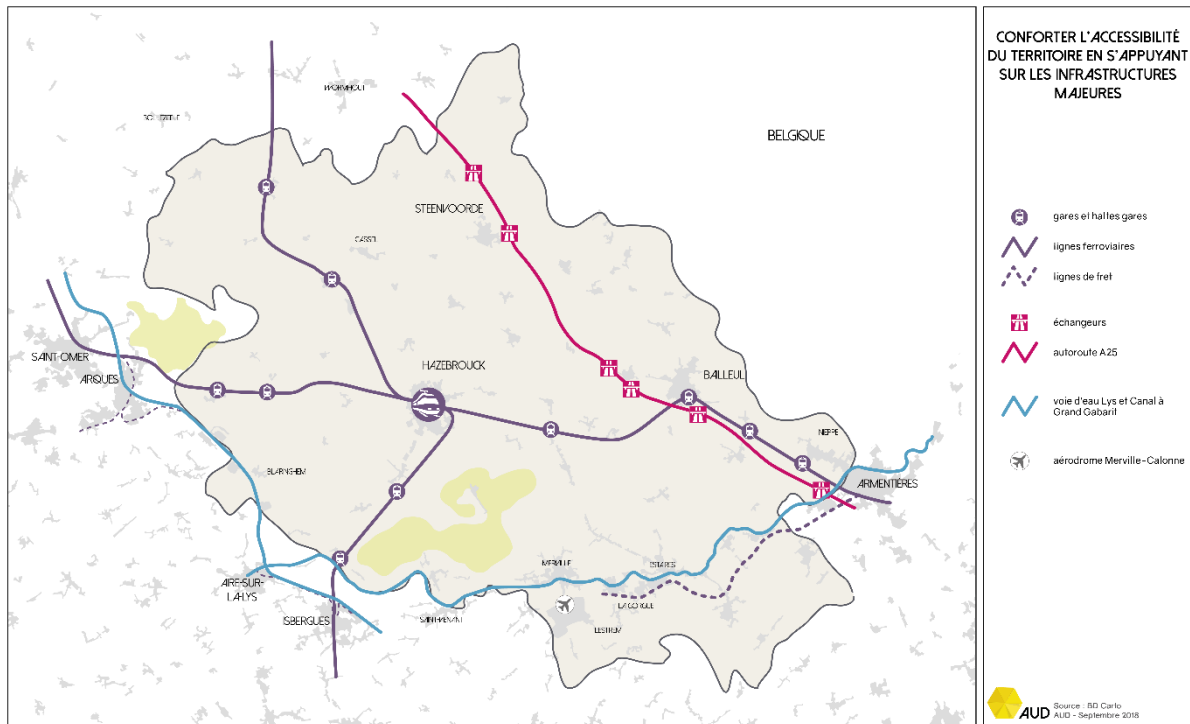 WORMHOUT
BELGIQUE
STEENVOORDE
CASSEL
SAINT-OMER
ARQUES
HAZEBROUCK
BAILLEUL
NIEPPE
BLARINGHEM
ARMENTIÈRES
MERVILLE
ESTAIRES
AIRE-SUR-
LA-LYS
ISBERGUES
SAINT-VENANT
LA GORGUE
LESTREM
CONFORTER L'ACCESSIBILITÉ
DU TERRITOIRE EN S'APPUYANT
SUR LES INFRASTRUCTURES
MAJEURES
gares et haltes gares
lignes ferroviaires
lignes de fret
échangeurs
autoroute A25
voie d'eau Lys et Canal à
Grand Gabarit
aérodrome Merville-Calonne
AUD
Source : BD Carto
AUD - Septembre 2018